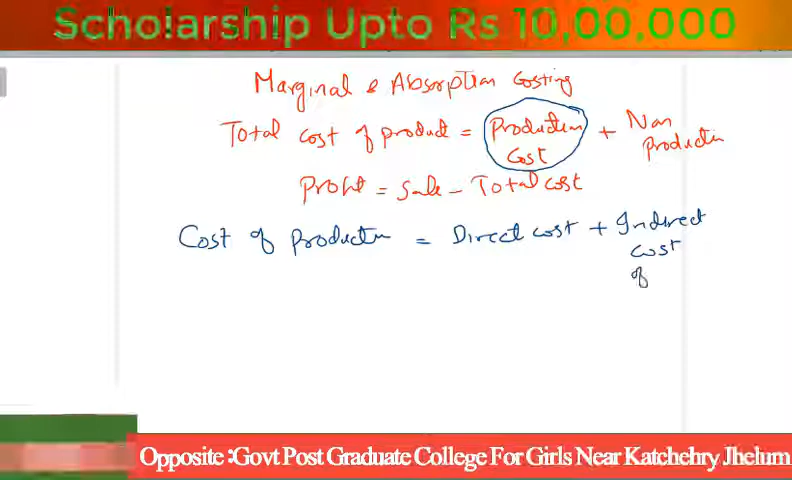 Scholarship Upto Rs 10,00,000
Marginal & Absorption Costing
Total cost of product = Production Cost + Non Production
Profit = Sale - Total Cost
Cost of Production = Direct cost + Indirect cost of
Opposite :Govt Post Graduate College For Girls Near Katchehry Jhelum